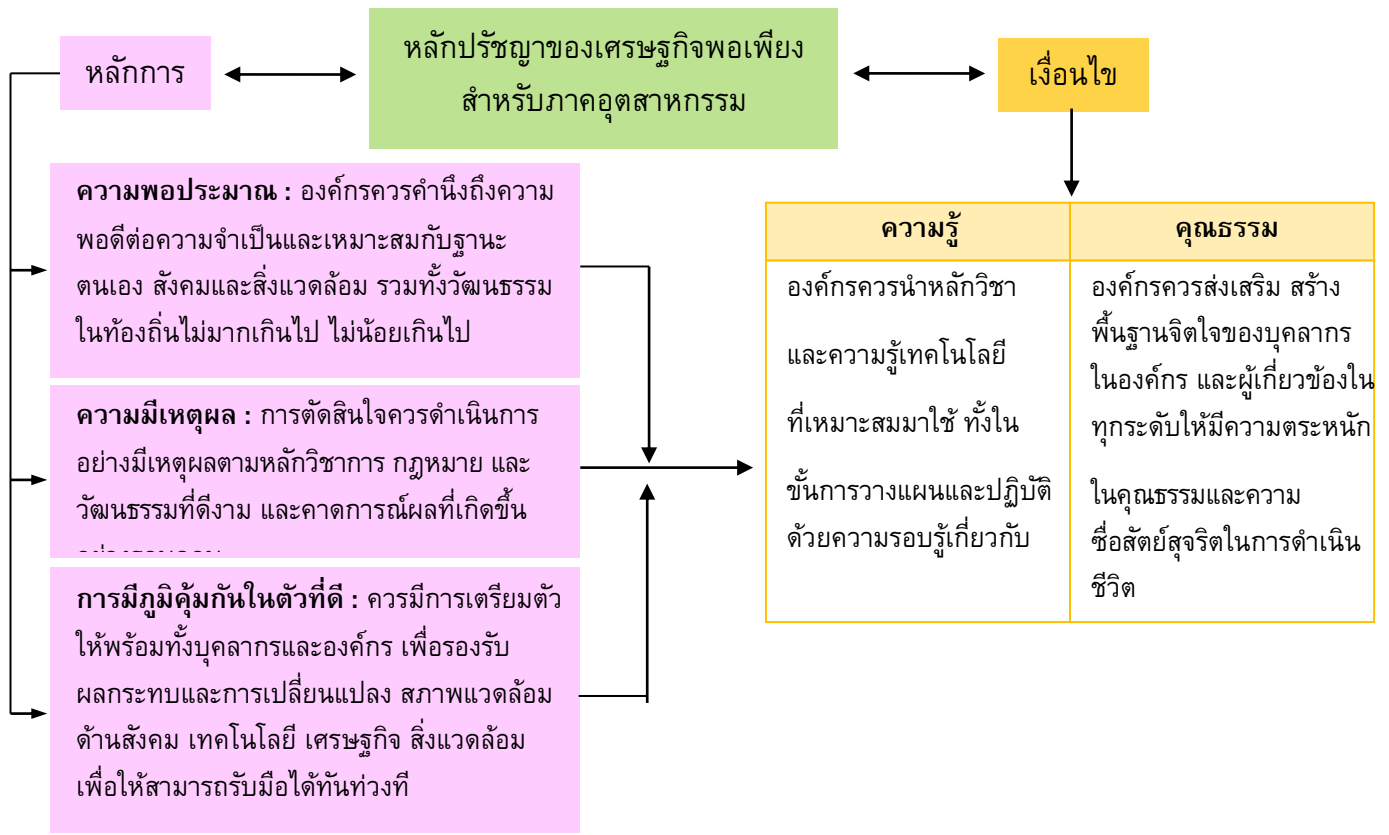 หลักปรัชญาของเศรษฐกิจพอเพียง
สำหรับภาคอุตสาหกรรม
หลักการ
เงื่อนไข
ความพอประมาณ : องค์กรควรคำนึงถึงความ
พอดีต่อความจำเป็นและเหมาะสมกับฐานะ
ตนเอง สังคมและสิ่งแวดล้อม รวมทั้งวัฒนธรรม
ในท้องถิ่นไม่มากเกินไป ไม่น้อยเกินไป
ความมีเหตุผล : การตัดสินใจควรดำเนินการ
อย่างมีเหตุผลตามหลักวิชาการ กฎหมาย และ
วัฒนธรรมที่ดีงาม และคาดการณ์ผลที่เกิดขึ้น
การมีภูมิคุ้มกันในตัวที่ดี : ควรมีการเตรียมตัว
ให้พร้อมทั้งบุคลากรและองค์กร เพื่อรองรับ
ผลกระทบและการเปลี่ยนแปลง สภาพแวดล้อม
ด้านสังคม เทคโนโลยี เศรษฐกิจ สิ่งแวดล้อม
เพื่อให้สามารถรับมือได้ทันท่วงที
ความรู้
องค์กรควรนำหลักวิชา
และความรู้เทคโนโลยี
ที่เหมาะสมมาใช้ ทั้งใน
ขั้นการวางแผนและปฏิบัติ
ด้วยความรอบรู้เกี่ยวกับ
คุณธรรม
องค์กรควรส่งเสริม สร้าง
พื้นฐานจิตใจของบุคลากร
ในองค์กร และผู้เกี่ยวข้องใน
ทุกระดับให้มีความตระหนัก
ในคุณธรรมและความ
ซื่อสัตย์สุจริตในการดำเนิน
ชีวิต